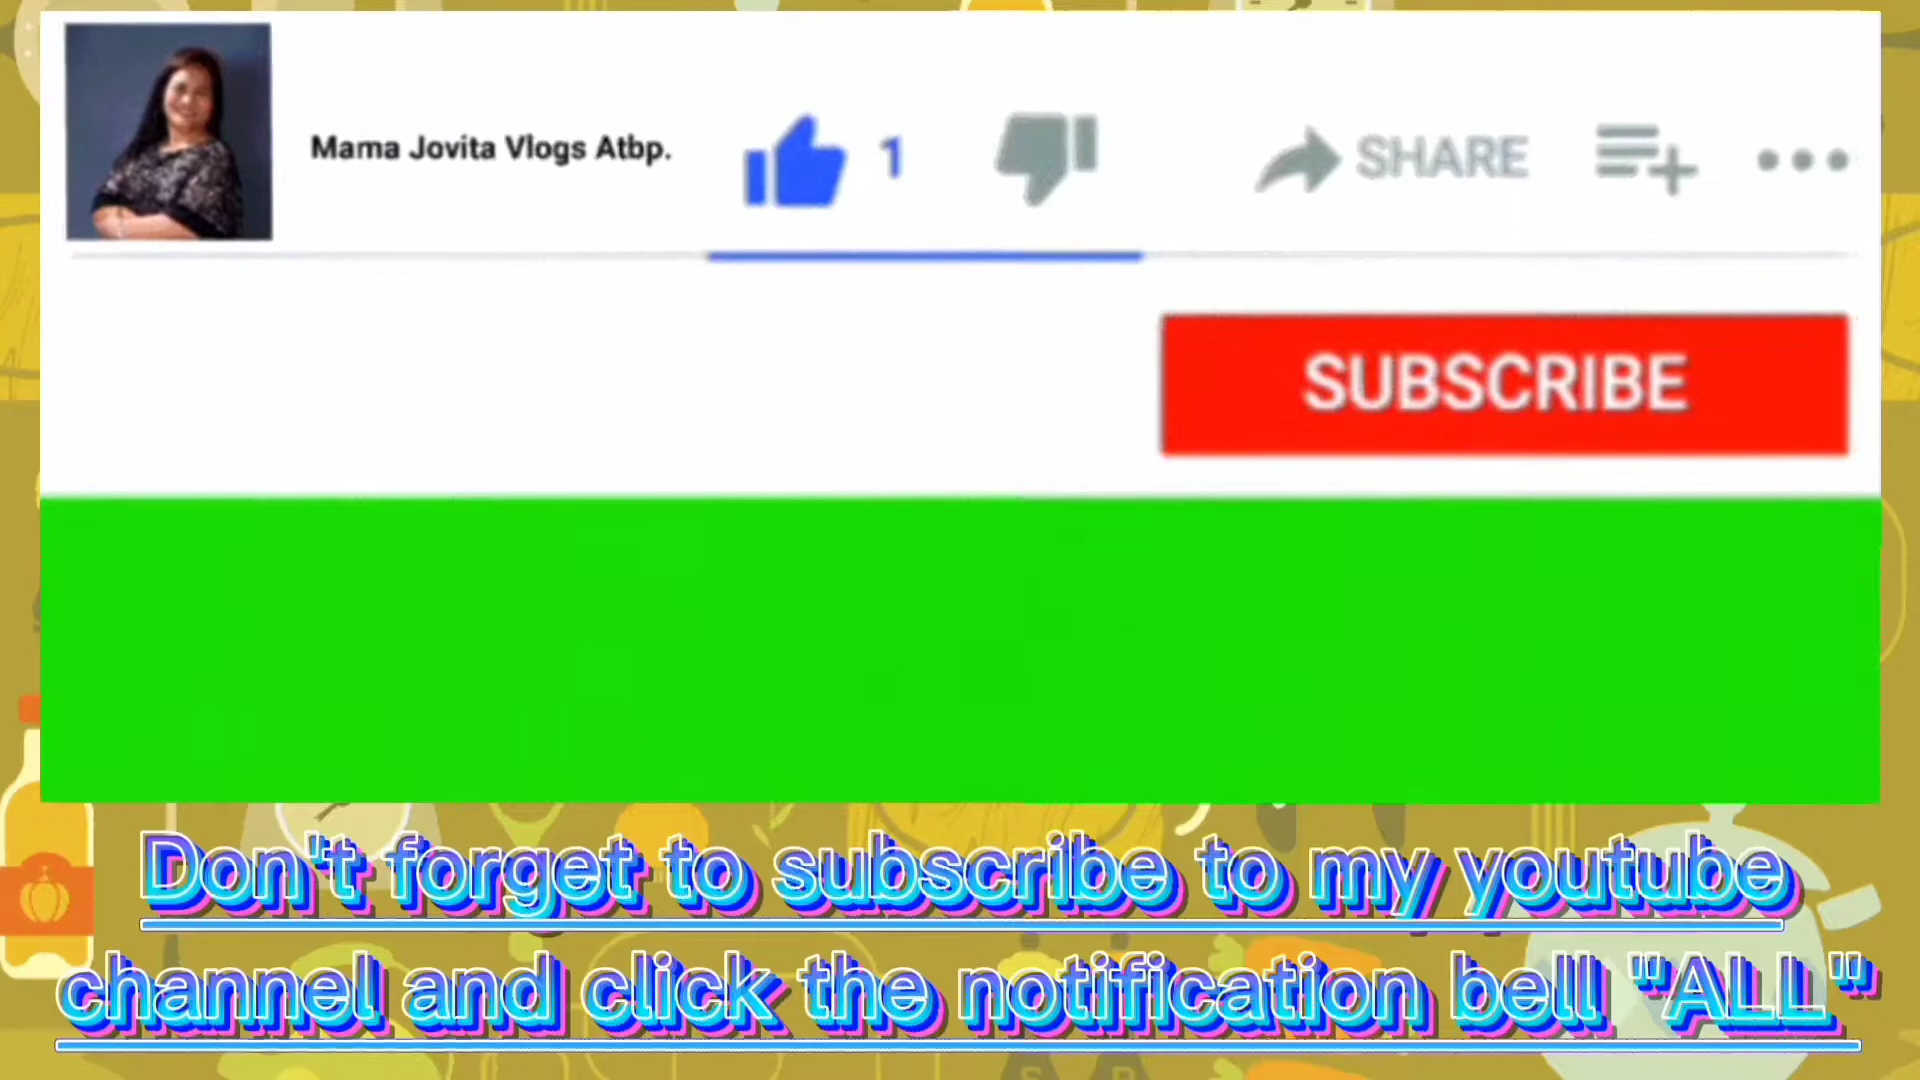 Mama Jovita Vlogs Atbp.
1
SHARE
SUBSCRIBE
Don't forget to subscribe to my youtube
channel and click the notification bell "ALL"